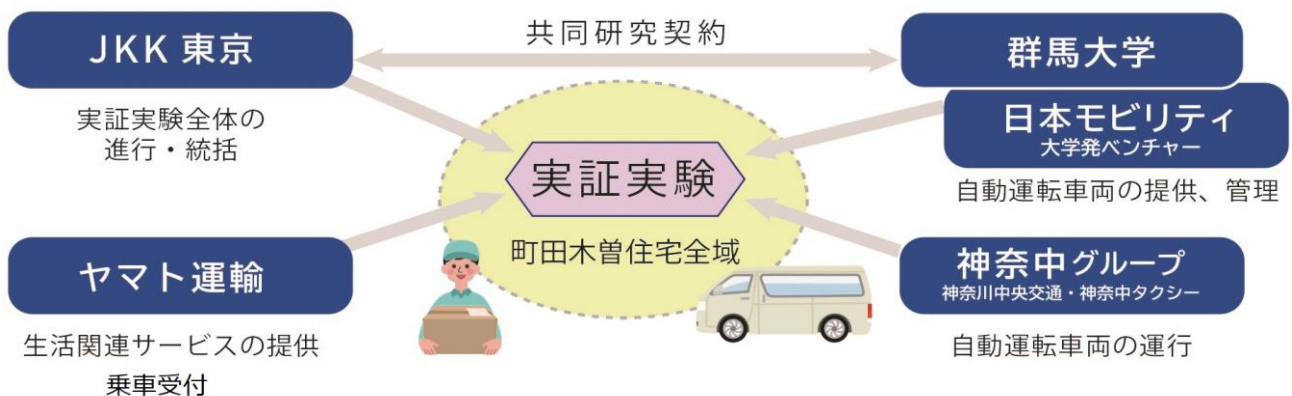 JKK 東京
実証実験全体の
進行・統括
共同研究契約
群馬大学
日本モビリティ
大学発ベンチャー
自動運転車両の提供、管理
実証実験
町田木曽住宅全域
ヤマト運輸
生活関連サービスの提供
乗車受付
神奈中グループ
神奈川中央交通・神奈中タクシー
自動運転車両の運行